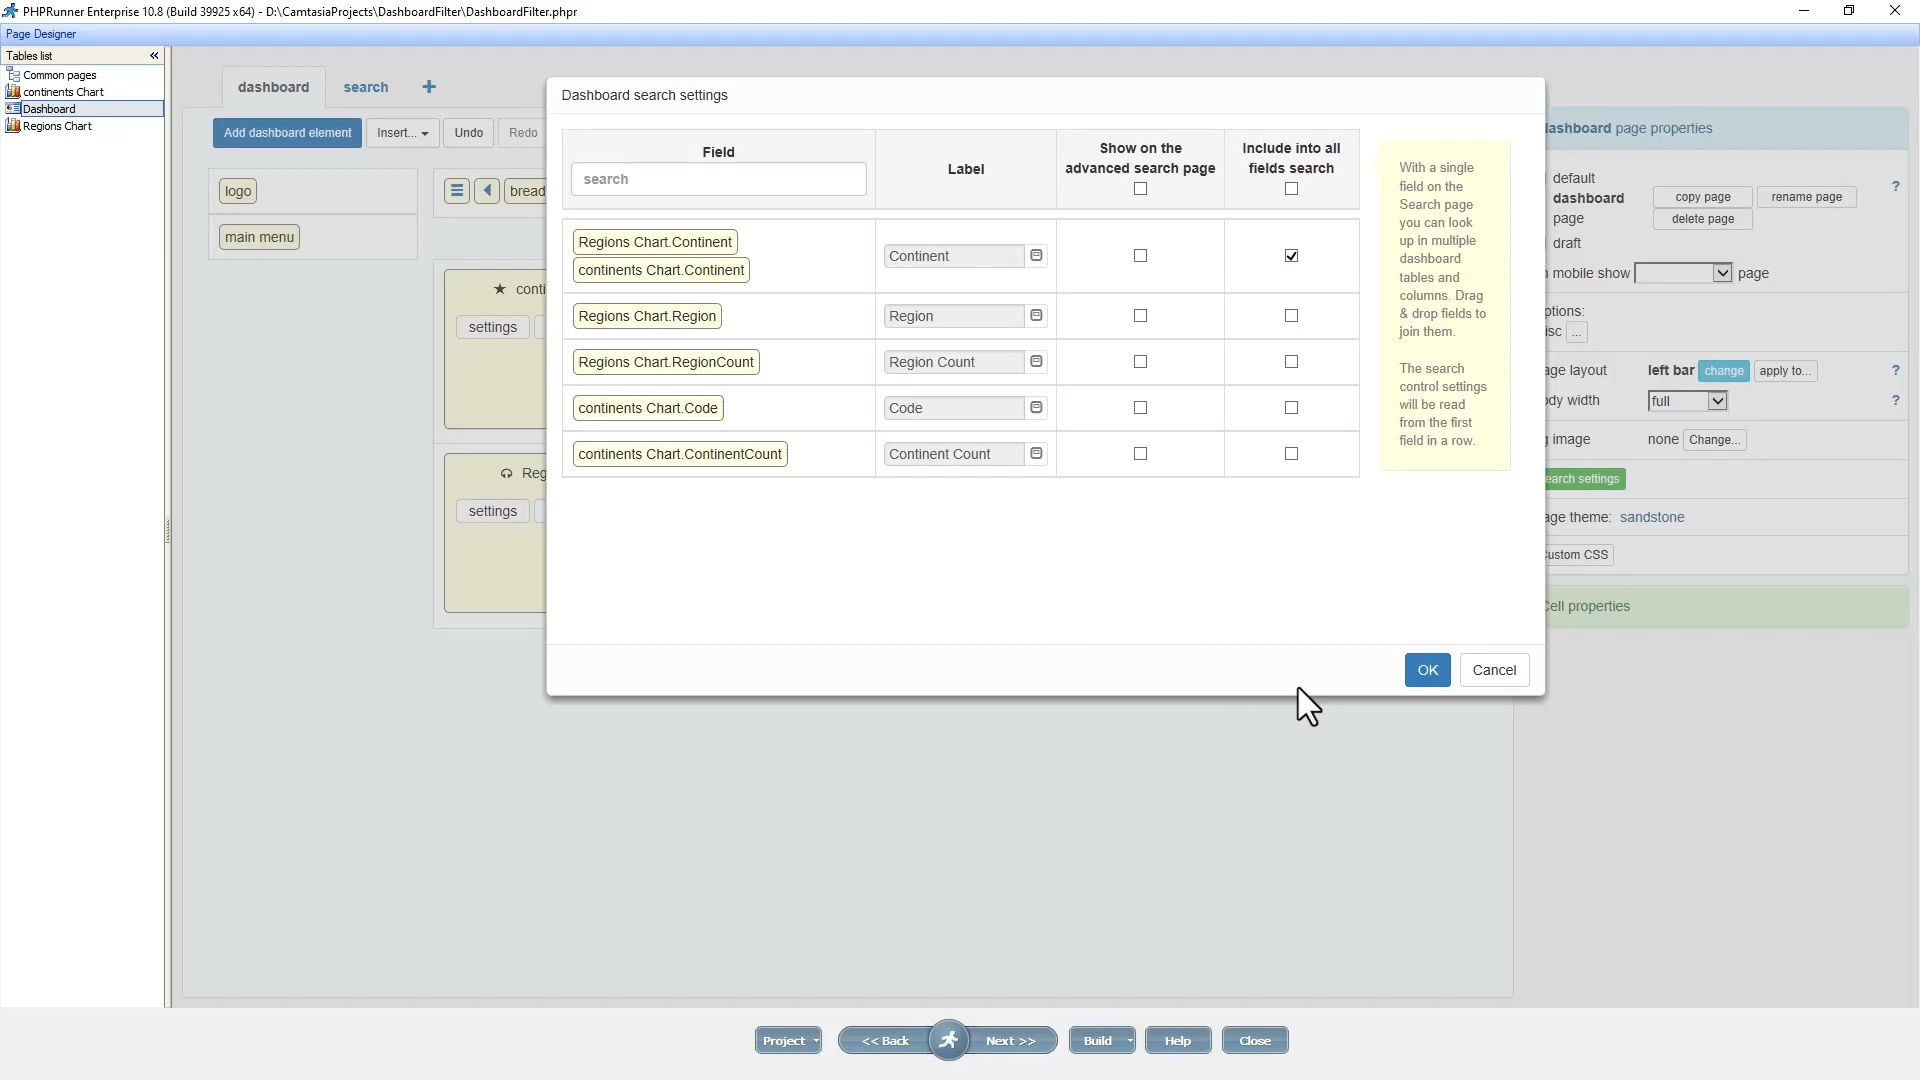 PHPRunner Enterprise 10.8 (Build 39925 x64) - D:\CamtasiaProjects\DashboardFilter\DashboardFilter.phpr
Page Designer
Tables list
Common pages
continents Chart
Dashboard
Regions Chart
dashboard
search
Add dashboard element
Insert...
Undo
Redo
logo
bread
main menu
conti
settings
Reg
settings
Dashboard search settings
Field
search
Label
Show on the
advanced search page
Include into all
fields search
Regions Chart.Continent
continents Chart.Continent
Continent
Regions Chart.Region
Region
Regions Chart.RegionCount
Region Count
continents Chart.Code
Code
continents Chart.ContinentCount
Continent Count
With a single
field on the
Search page
you can look
up in multiple
dashboard
tables and
columns. Drag
& drop fields to
join them.
The search
control settings
will be read
from the first
field in a row.
OK
Cancel
dashboard page properties
default
dashboard
page
copy page
rename page
delete page
?
draft
n mobile show
page
ptions:
isc ...
age layout
left bar
change
apply to...
?
ody width
full
?
g image
none
Change...
earch settings
age theme: sandstone
Custom CSS
Cell properties
Project
<< Back
Next >>
Build
Help
Close